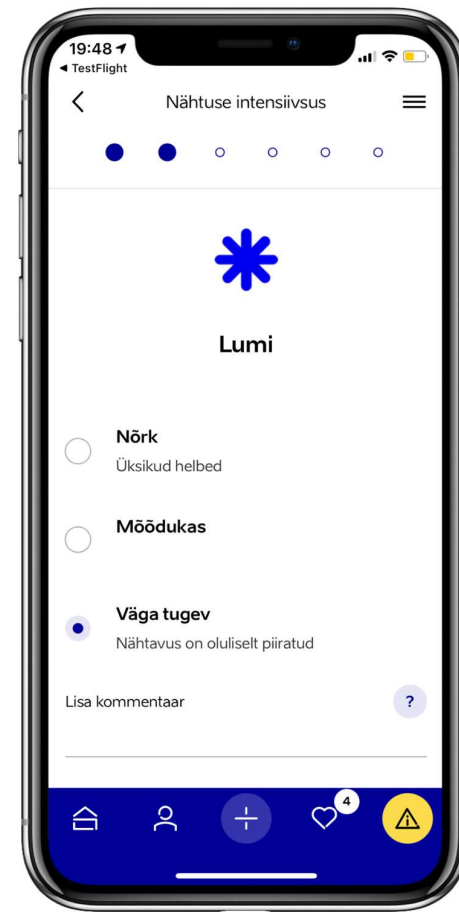 19:48
◄ TestFlight
Nähtuse intensiivsus
Lumi
Nõrk
Üksikud helbed
Mõõdukas
Väga tugev
Nähtavus on oluliselt piiratud
Lisa kommentaar
?
4